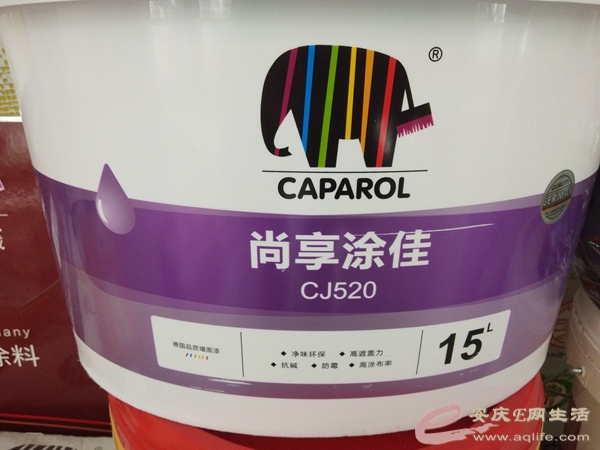 ®
CAPAROL
尚享涂佳
CJ520
德国品质墙面漆
◆ 净味环保 ◆ 高遮盖力
◆ 抗碱 ◆ 防霉 ◆ 高涂布率
15L
any
涂料
安庆E网生活
www.aqlife.com